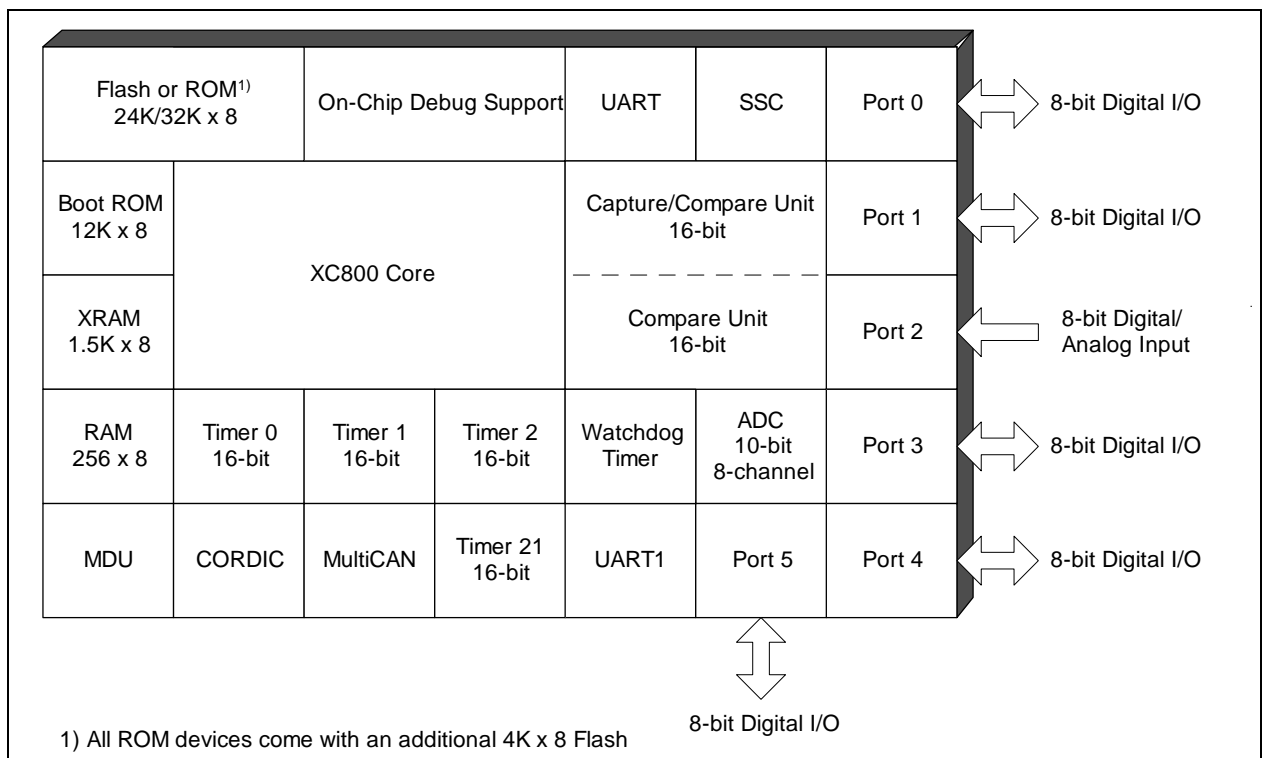 Flash or ROM1)
24K/32K x 8
On-Chip Debug Support
UART
SSC
Port 0
8-bit Digital I/O
Boot ROM
12K x 8
XC800 Core
Capture/Compare Unit
16-bit
Port 1
8-bit Digital I/O
XRAM
1.5K x 8
Compare Unit
16-bit
Port 2
8-bit Digital/
Analog Input
RAM
256 x 8
Timer 0
16-bit
Timer 1
16-bit
Timer 2
16-bit
Watchdog
Timer
ADC
10-bit
8-channel
Port 3
8-bit Digital I/O
MDU
CORDIC
MultiCAN
Timer 21
16-bit
UART1
Port 5
Port 4
8-bit Digital I/O
8-bit Digital I/O
1) All ROM devices come with an additional 4K x 8 Flash